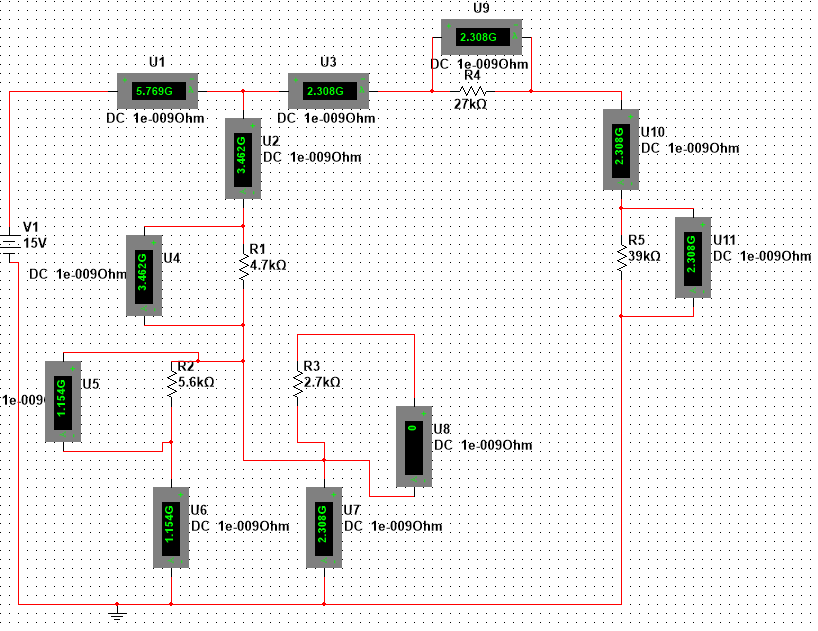 U9
2.308G
DC 1e-009Ohm
U1
5.769G
DC 1e-009Ohm
U3
2.308G
DC 1e-009Ohm
R4
27kΩ
U2
3.462G
DC 1e-009Ohm
U10
2.308G
DC 1e-009Ohm
V1
15V
U4
3.462G
DC 1e-009Ohm
R1
4.7kΩ
R5
39kΩ
U11
2.308G
DC 1e-009Ohm
U5
1.154G
1e-009
R2
5.6kΩ
R3
2.7kΩ
U8
0
DC 1e-009Ohm
U6
1.154G
DC 1e-009Ohm
U7
2.308G
DC 1e-009Ohm